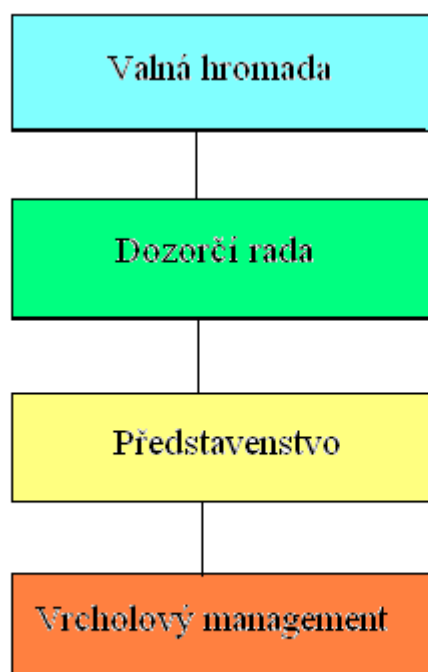 Valná hromada
Dozorčí rada
Představenstvo
Vrcholový management